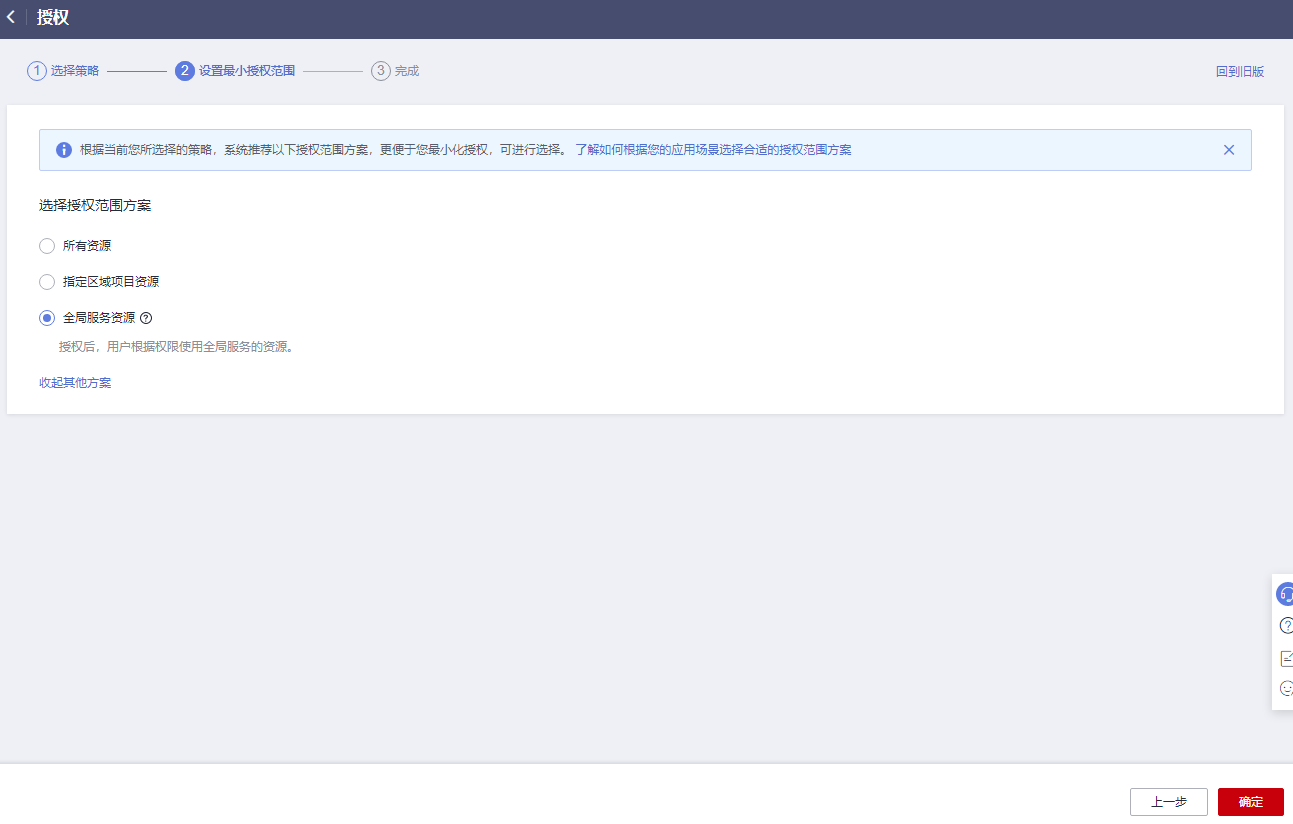 授权
1 选择策略 2 设置最小授权范围 3 完成 回到旧版
根据当前您所选择的策略，系统推荐以下授权范围方案，更便于您最小化授权，可进行选择。 了解如何根据您的应用场景选择合适的授权范围方案
选择授权范围方案
所有资源
指定区域项目资源
全局服务资源
授权后，用户根据权限使用全局服务的资源。
收起其他方案
上一步 确定